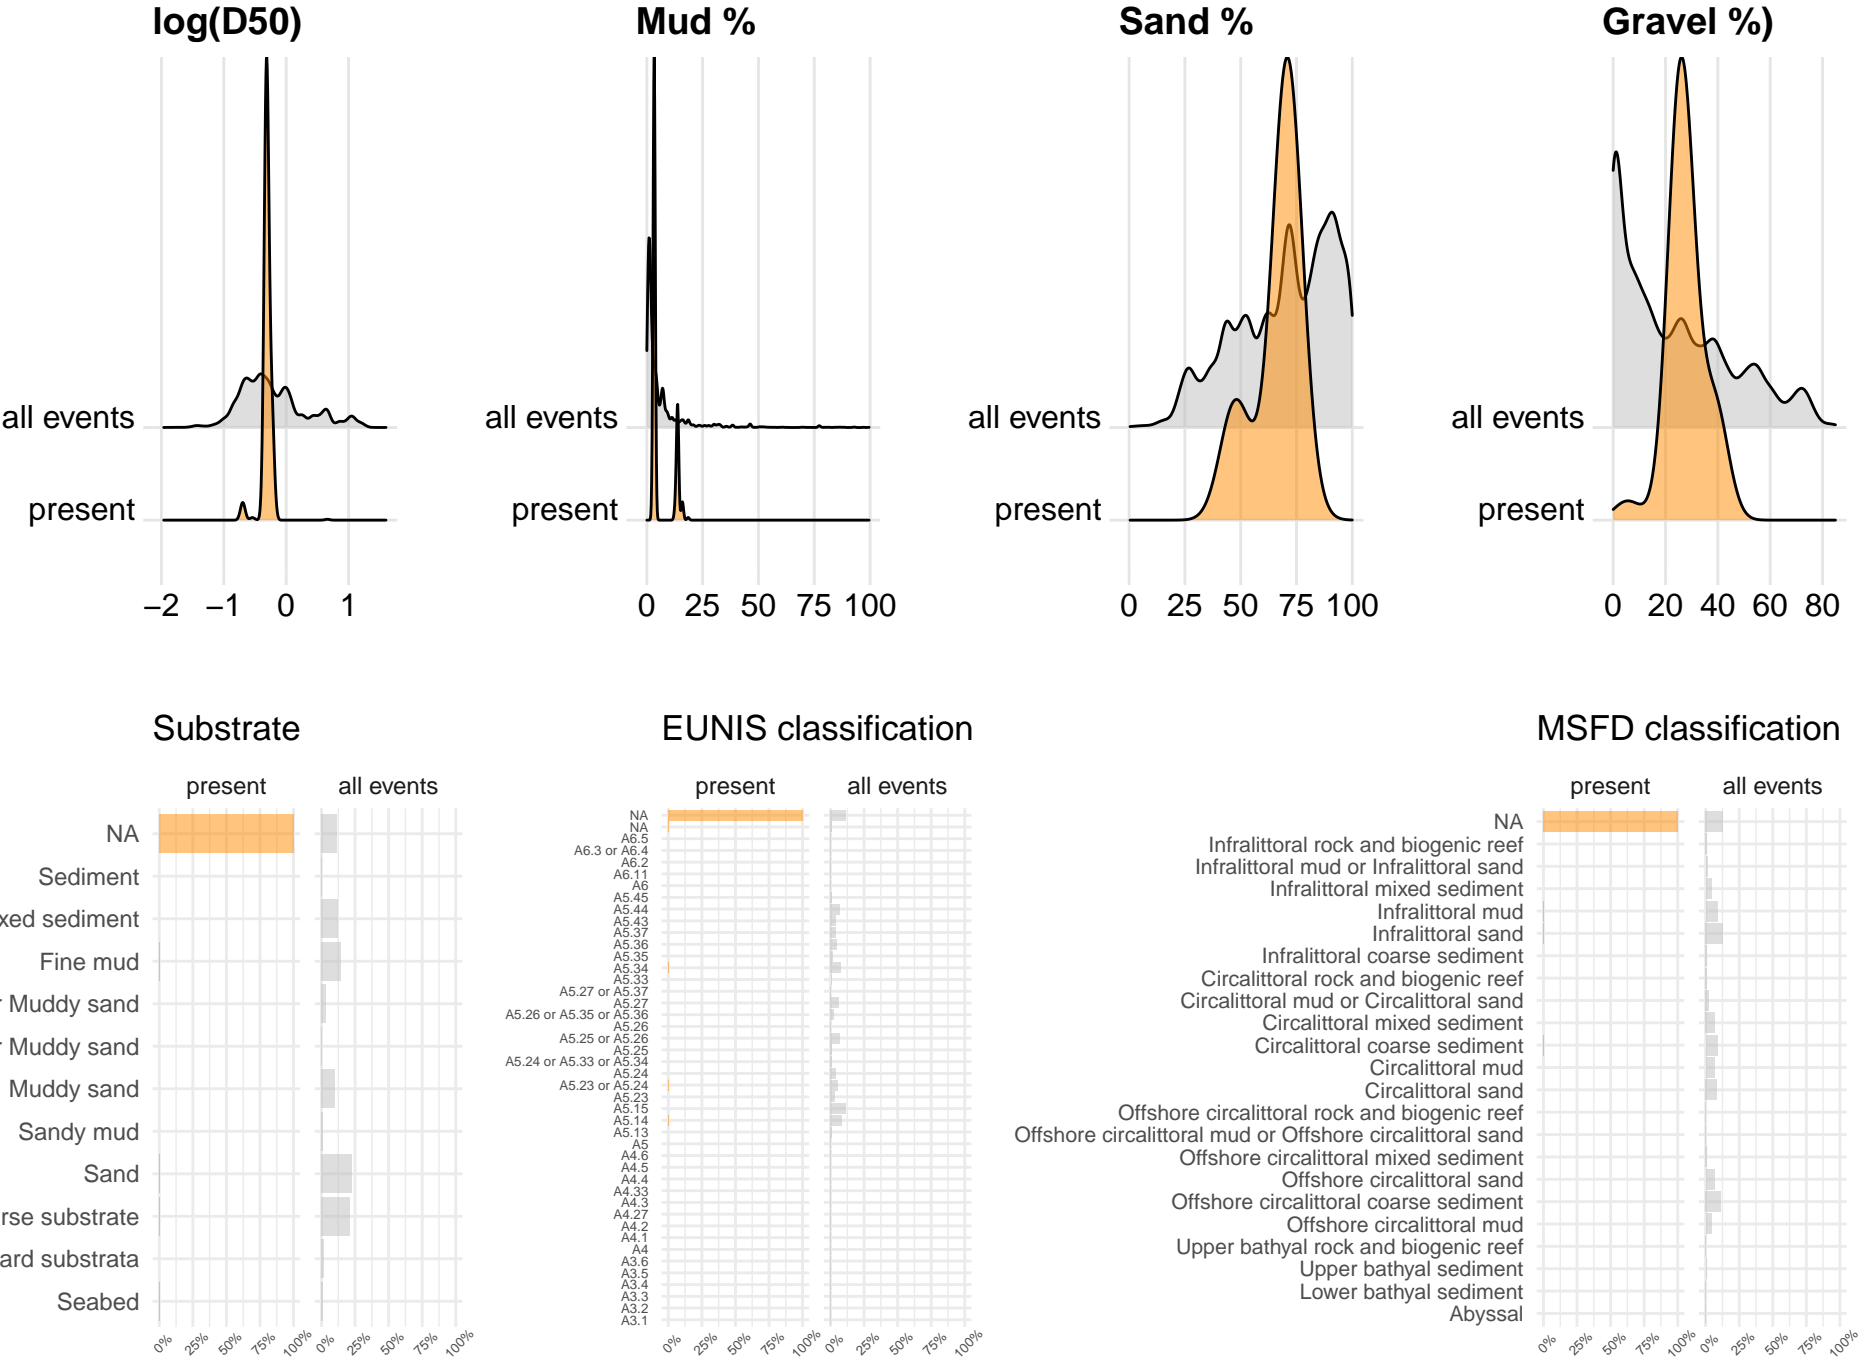 log(D50)
Mud %
Sand %
Gravel %)
all events
present
−2 −1 0 1
all events
present
0 25 50 75 100
all events
present
0 25 50 75 100
all events
present
0 20 40 60 80
Substrate
present all events
NA
Sediment
xed sediment
Fine mud
r Muddy sand
r Muddy sand
Muddy sand
Sandy mud
Sand
rse substrate
ard substrata
Seabed
0% 25% 50% 75% 100% 0% 25% 50% 75% 100%
EUNIS classification
present all events
NA
NA
A6.5
A6.3 or A6.4
A6.2
A6.11
A6
A5.45
A5.44
A5.43
A5.37
A5.36
A5.35
A5.34
A5.33
A5.27 or A5.37
A5.27
A5.26 or A5.35 or A5.36
A5.26
A5.25 or A5.26
A5.25
A5.24 or A5.33 or A5.34
A5.24
A5.23 or A5.24
A5.23
A5.15
A5.14
A5.13
A5
A4.6
A4.5
A4.4
A4.33
A4.3
A4.27
A4.2
A4.1
A4
A3.6
A3.5
A3.4
A3.3
A3.2
A3.1
0% 25% 50% 75% 100% 0% 25% 50% 75% 100%
MSFD classification
present all events
NA
Infralittoral rock and biogenic reef
Infralittoral mud or Infralittoral sand
Infralittoral mixed sediment
Infralittoral mud
Infralittoral sand
Infralittoral coarse sediment
Circalittoral rock and biogenic reef
Circalittoral mud or Circalittoral sand
Circalittoral mixed sediment
Circalittoral coarse sediment
Circalittoral mud
Circalittoral sand
Offshore circalittoral rock and biogenic reef
Offshore circalittoral mud or Offshore circalittoral sand
Offshore circalittoral mixed sediment
Offshore circalittoral sand
Offshore circalittoral coarse sediment
Offshore circalittoral mud
Upper bathyal rock and biogenic reef
Upper bathyal sediment
Lower bathyal sediment
Abyssal
0% 25% 50% 75% 100% 0% 25% 50% 75% 100%